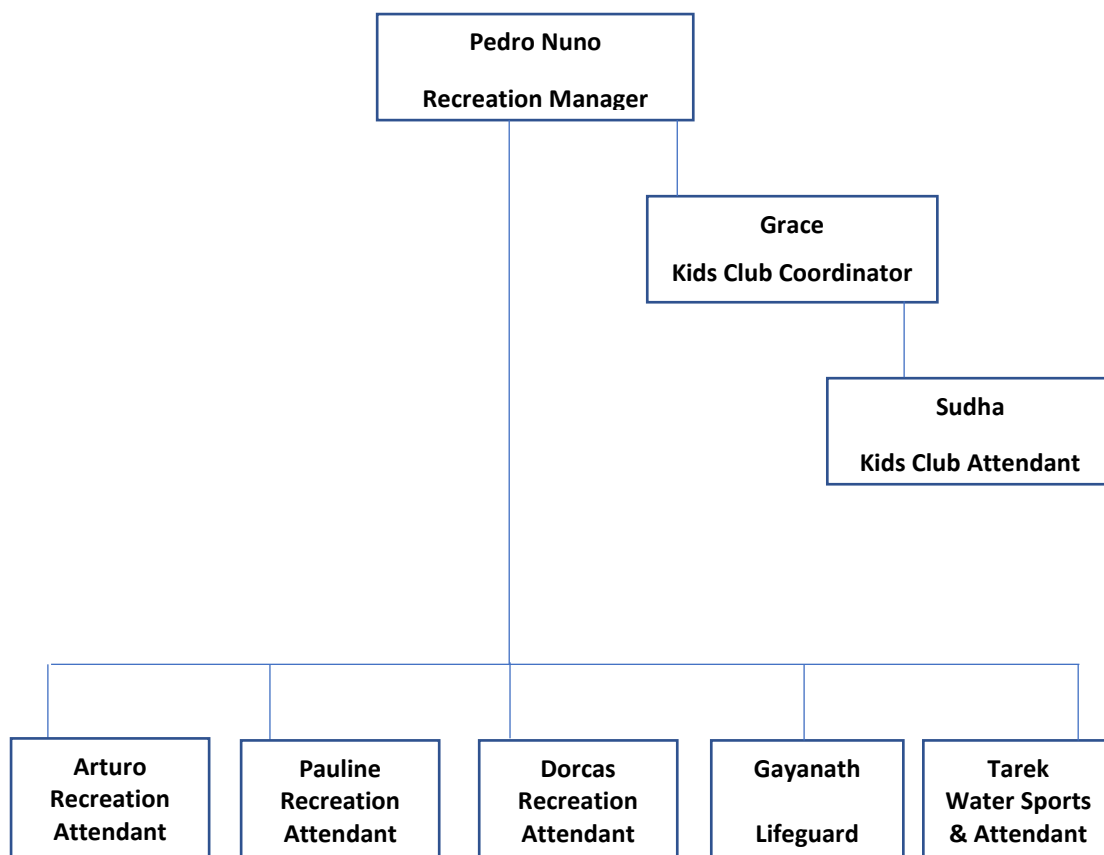 Pedro Nuno
Recreation Manager
Grace
Kids Club Coordinator
Sudha
Kids Club Attendant
Arturo
Recreation
Attendant
Pauline
Recreation
Attendant
Dorcas
Recreation
Attendant
Gayanath
Lifeguard
Tarek
Water Sports
& Attendant